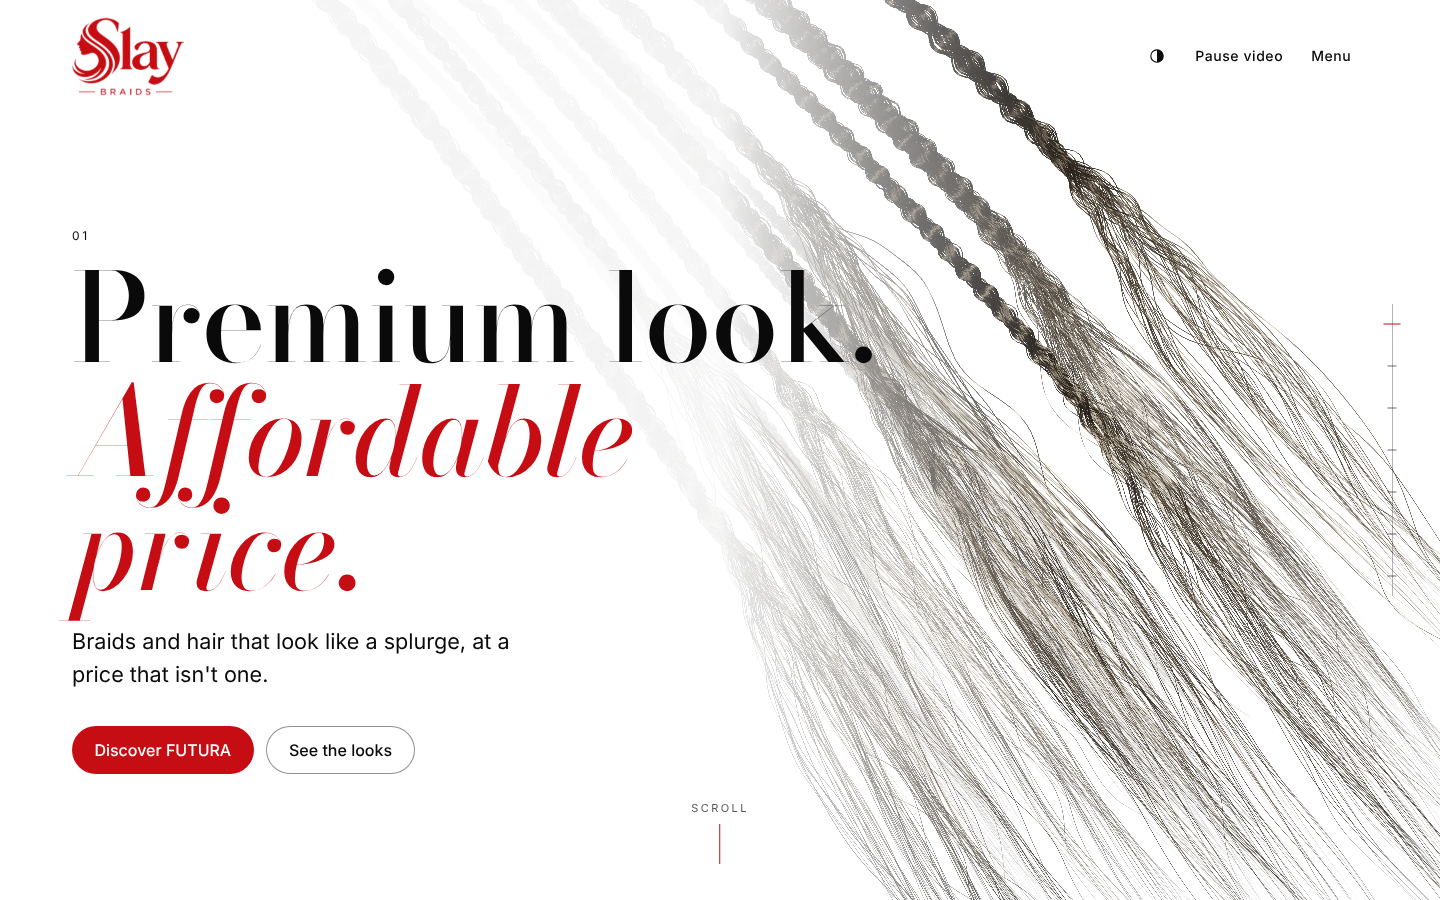 Slay
BRAIDS
Pause video
Menu
01
Premium look.
Affordable
price.
Braids and hair that look like a splurge, at a
price that isn't one.
Discover FUTURA
See the looks
SCROLL